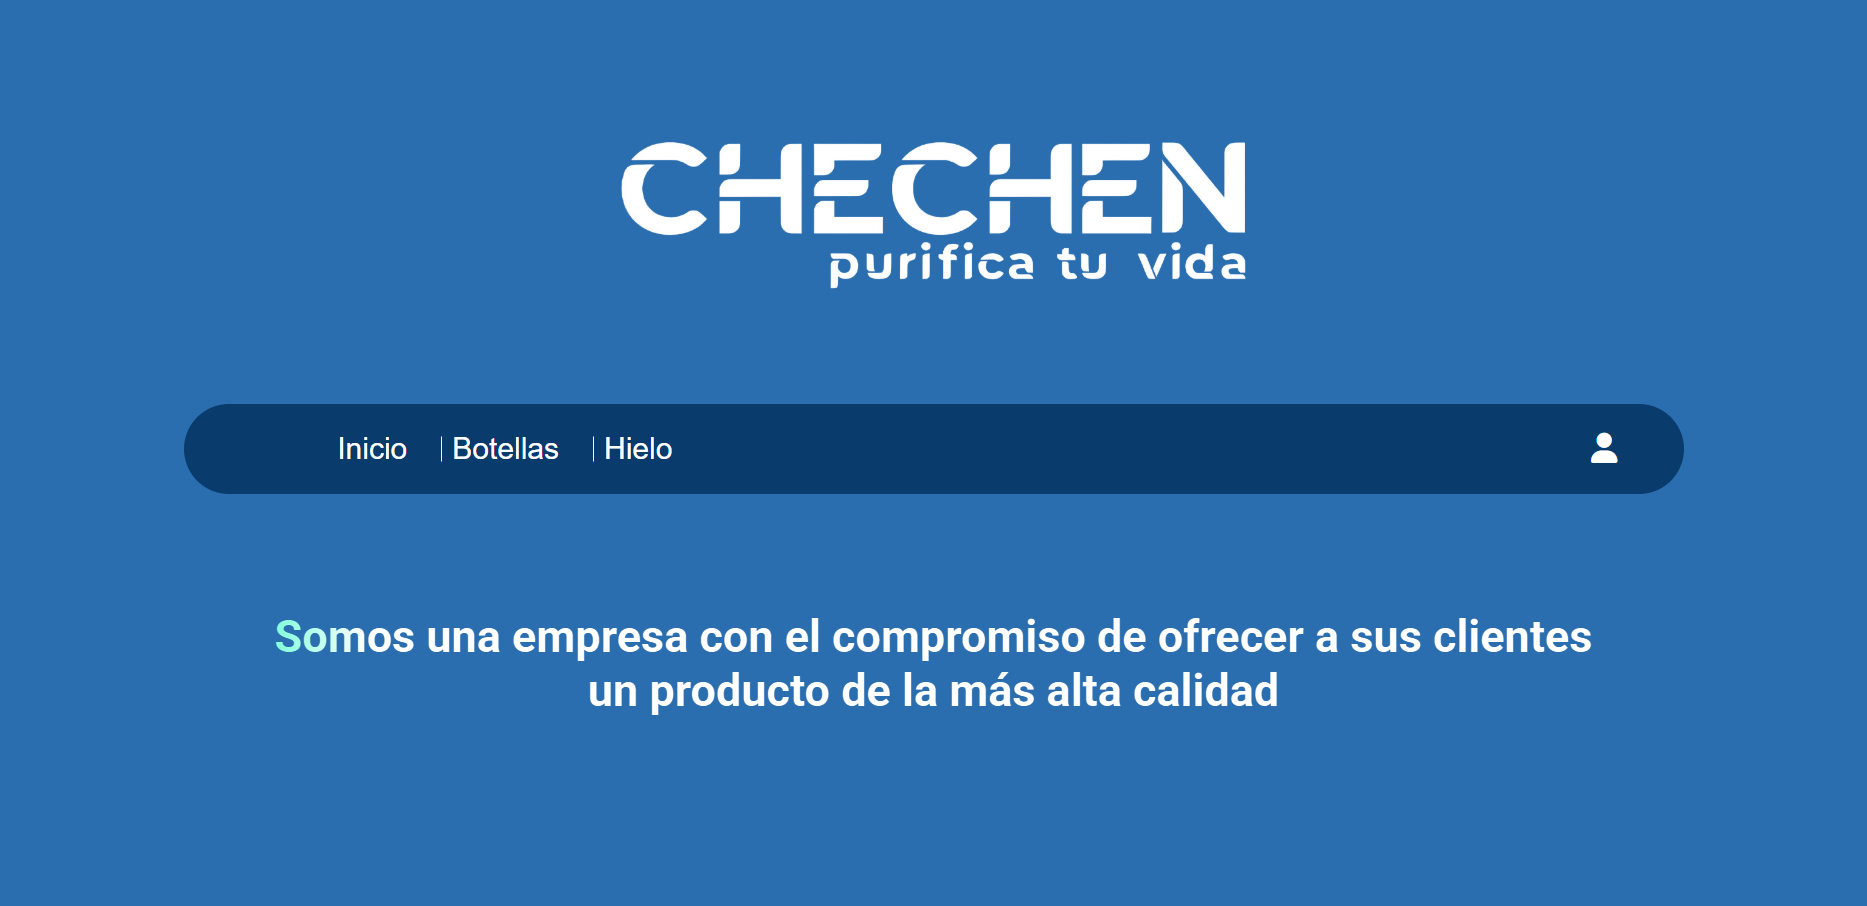 CHECHEN
purifica tu vida
Inicio | Botellas | Hielo
Somos una empresa con el compromiso de ofrecer a sus clientes
un producto de la más alta calidad